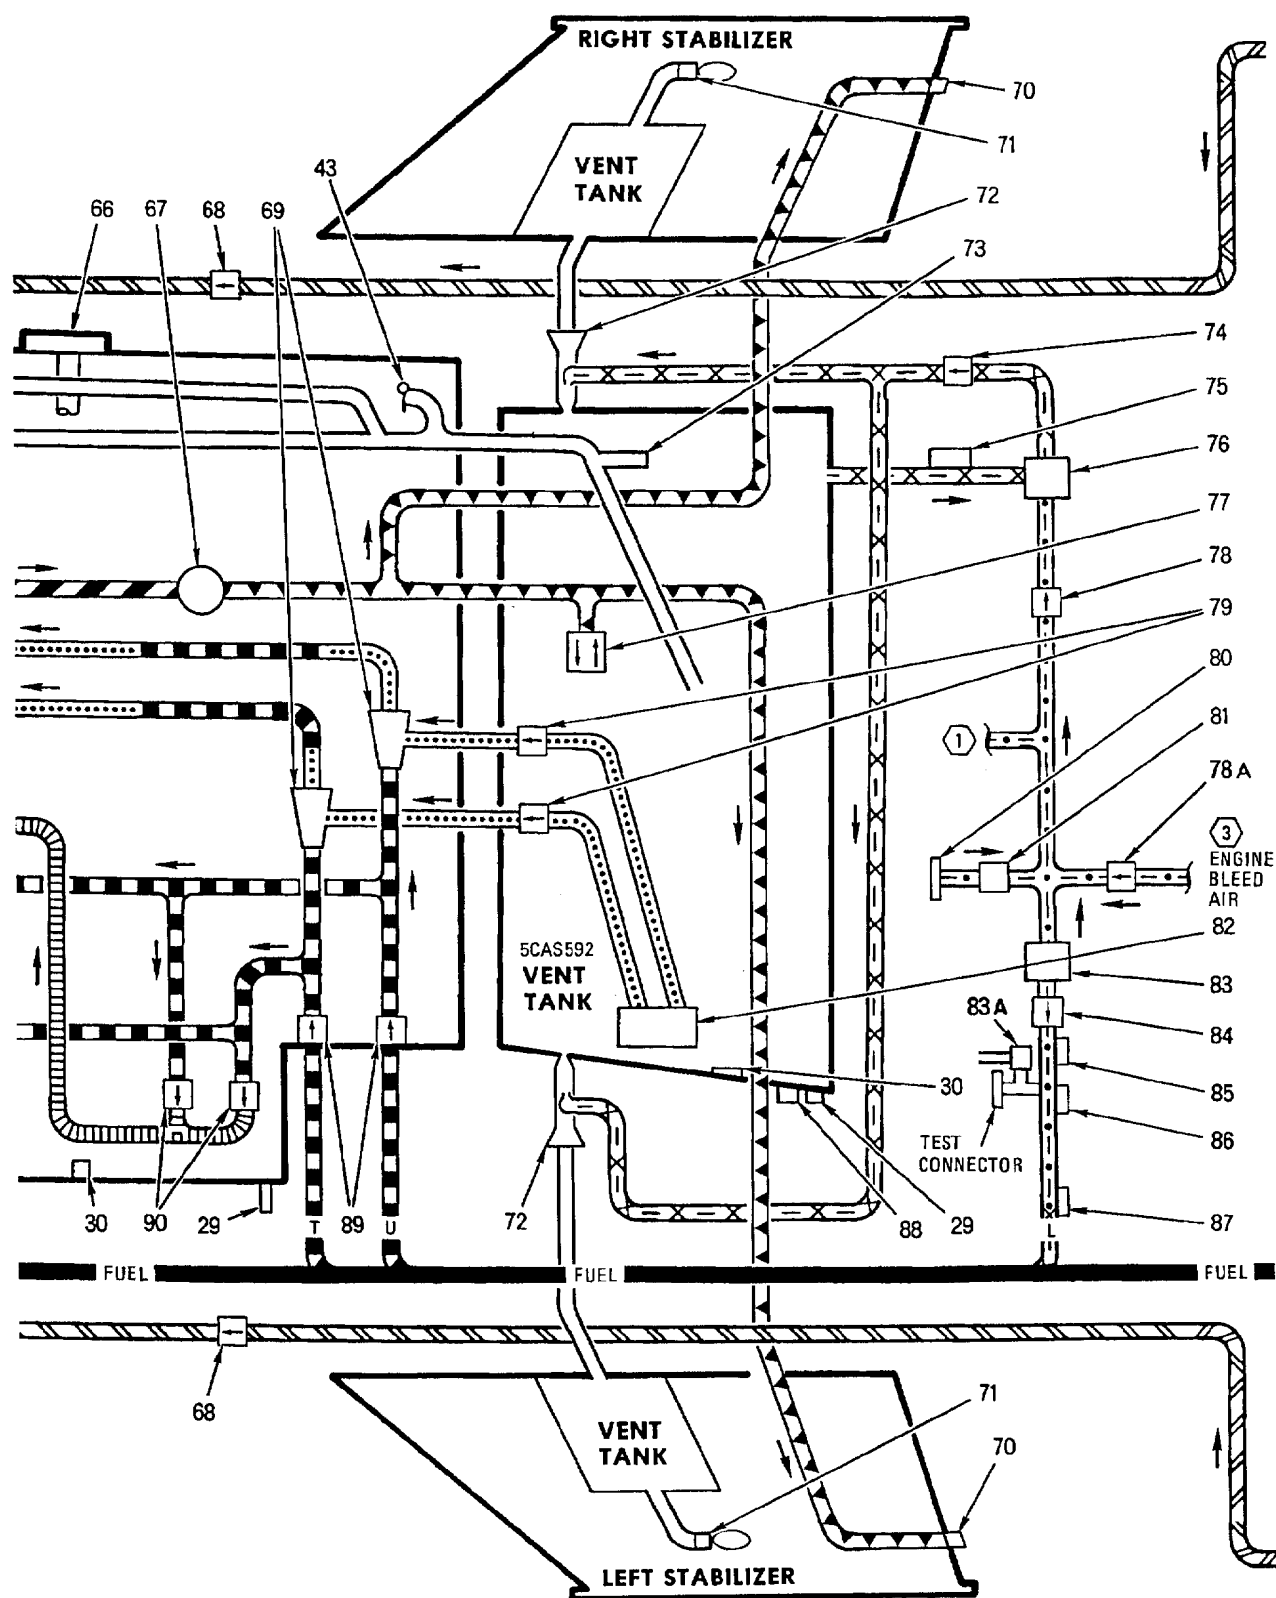 RIGHT STABILIZER
70
71
VENT
TANK
43
72
66
67
68
69
73
74
75
76
77
78
79
80
1
81
78A
3
ENGINE
BLEED
AIR
5CAS592
VENT
TANK
82
83
83A
84
30
85
TEST
CONNECTOR
86
30
90
29
89
72
88
29
87
T
U
L
FUEL
FUEL
FUEL
68
71
VENT
TANK
70
LEFT STABILIZER